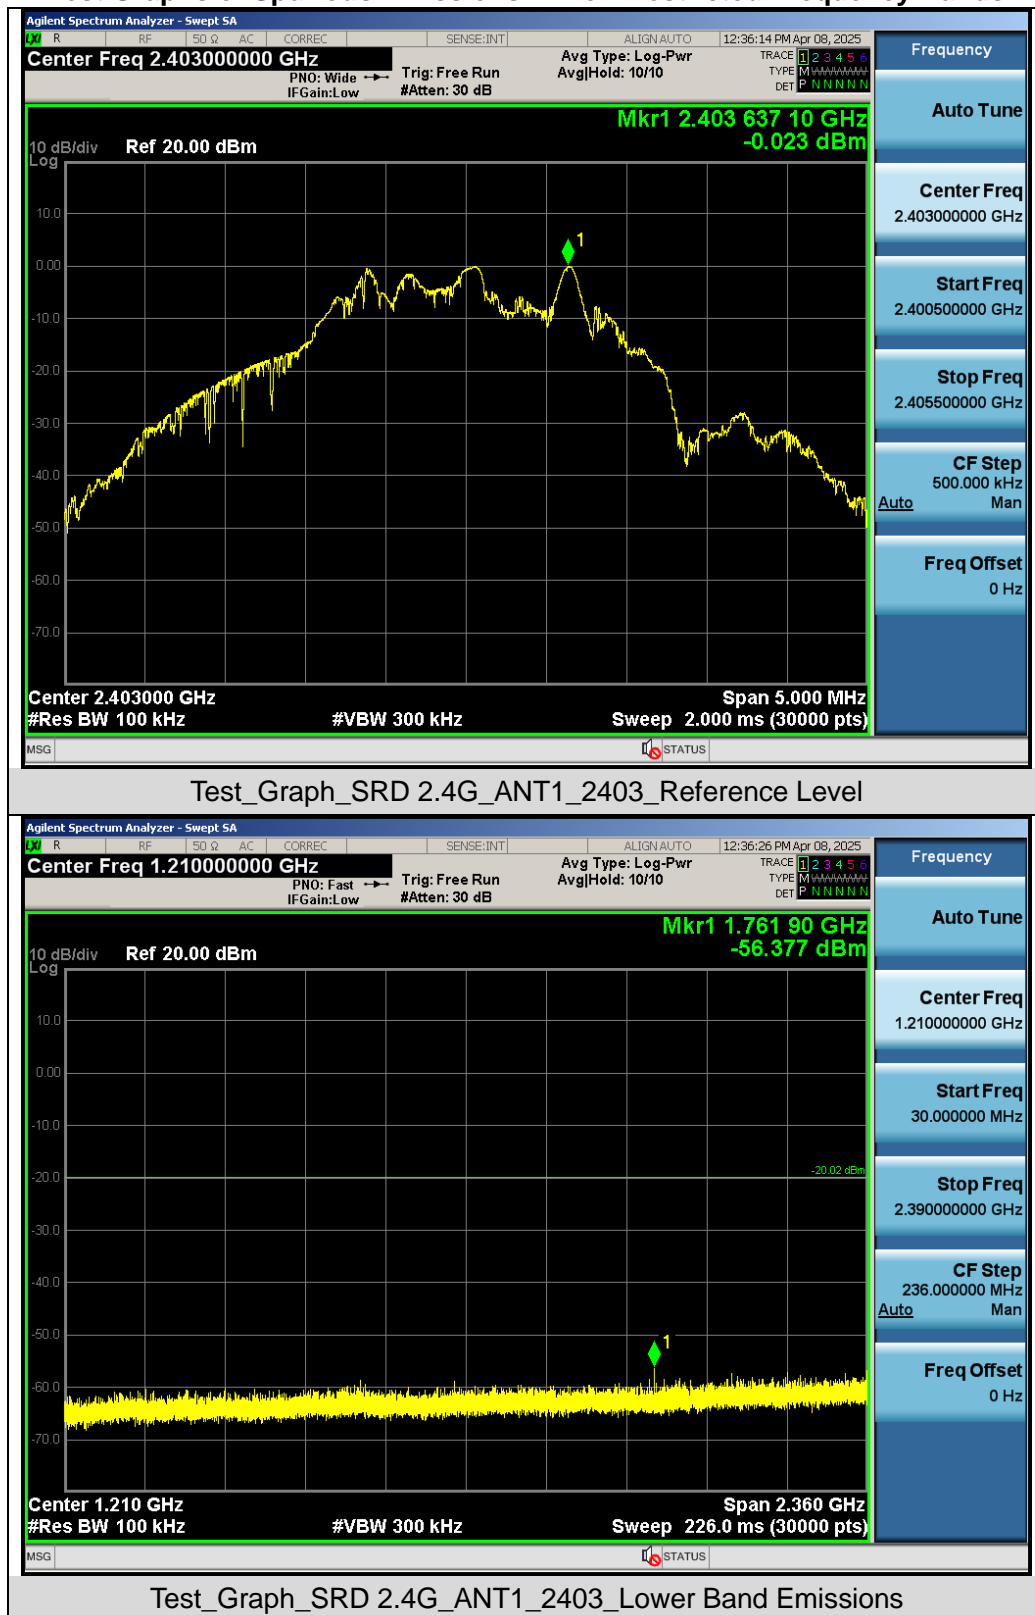 Agilent Spectrum Analyzer - Swept SA
LXI R RF 50 Ω AC CORREC SENSE:INT ALIGN AUTO 12:36:14 PM Apr 08, 2025
Center Freq 2.403000000 GHz
PNO: Wide
IFGain:Low
Trig: Free Run
#Atten: 30 dB
Avg Type: Log-Pwr
Avg|Hold: 10/10
TRACE 1 2 3 4 5 6
TYPE M
DET P N N N N N
Frequency
Mkr1 2.403 637 10 GHz
-0.023 dBm
10 dB/div Ref 20.00 dBm
Log
10.0
0.00
-10.0
-20.0
-30.0
-40.0
-50.0
-60.0
-70.0
1
Center 2.403000 GHz Span 5.000 MHz
#Res BW 100 kHz #VBW 300 kHz Sweep 2.000 ms (30000 pts)
MSG STATUS
Auto Tune
Center Freq
2.403000000 GHz
Start Freq
2.400500000 GHz
Stop Freq
2.405500000 GHz
CF Step
500.000 kHz
Auto Man
Freq Offset
0 Hz
Test_Graph_SRD 2.4G_ANT1_2403_Reference Level
Agilent Spectrum Analyzer - Swept SA
LXI R RF 50 Ω AC CORREC SENSE:INT ALIGN AUTO 12:36:26 PM Apr 08, 2025
Center Freq 1.210000000 GHz
PNO: Fast
IFGain:Low
Trig: Free Run
#Atten: 30 dB
Avg Type: Log-Pwr
Avg|Hold: 10/10
TRACE 1 2 3 4 5 6
TYPE M
DET P N N N N N
Frequency
Mkr1 1.761 90 GHz
-56.377 dBm
10 dB/div Ref 20.00 dBm
Log
10.0
0.00
-10.0
-20.0
-30.0
-40.0
-50.0
-60.0
-70.0
-20.02 dBm
1
Center 1.210 GHz Span 2.360 GHz
#Res BW 100 kHz #VBW 300 kHz Sweep 226.0 ms (30000 pts)
MSG STATUS
Auto Tune
Center Freq
1.210000000 GHz
Start Freq
30.000000 MHz
Stop Freq
2.390000000 GHz
CF Step
236.000000 MHz
Auto Man
Freq Offset
0 Hz
Test_Graph_SRD 2.4G_ANT1_2403_Lower Band Emissions